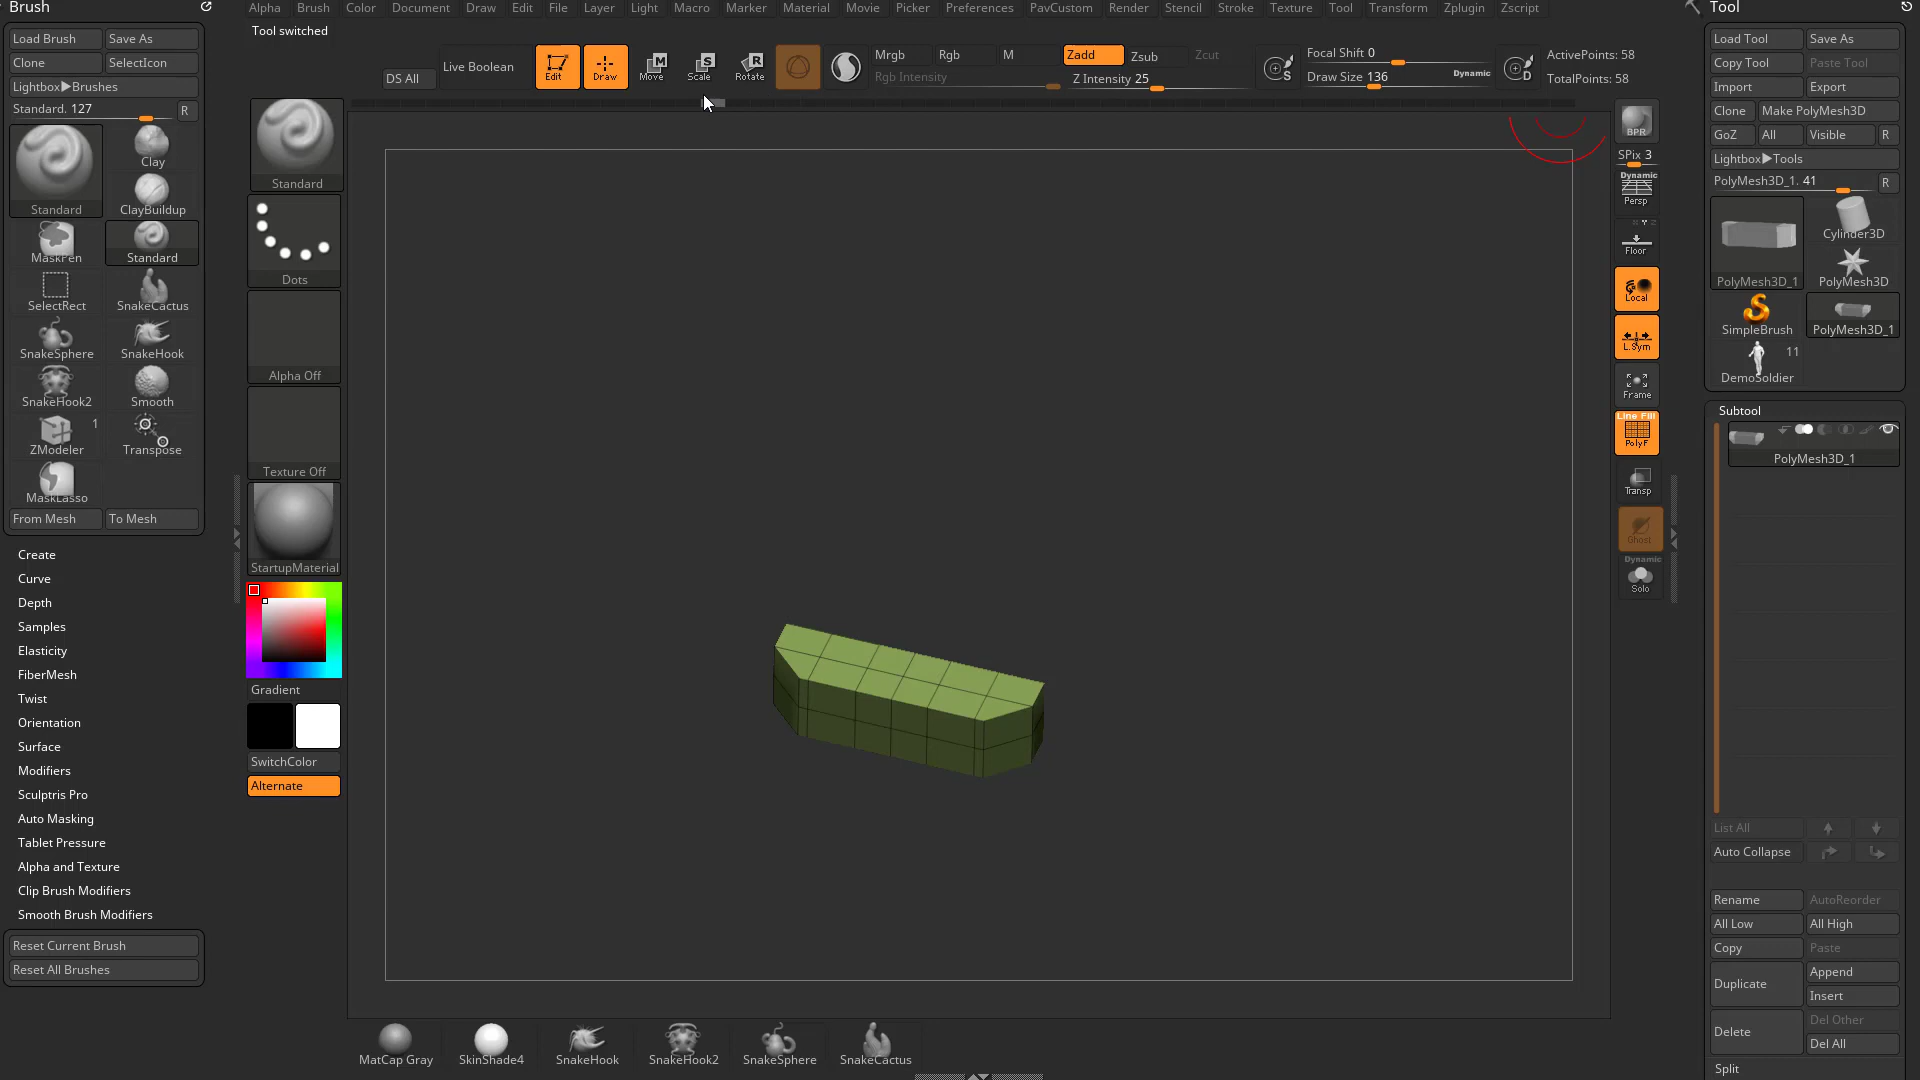 Brush
Alpha Brush Color Document Draw Edit File Layer Light Macro Marker Material Movie Picker Preferences PavCustom Render Stencil Stroke Texture Tool Transform Zplugin Zscript
Tool
Tool switched
Load Brush Save As
Clone SelectIcon
Lightbox▶Brushes
Standard. 127 R
Clay
Standard ClayBuildup
MaskPen Standard
SelectRect SnakeCactus
SnakeSphere SnakeHook
SnakeHook2 Smooth
1
ZModeler Transpose
MaskLasso
From Mesh To Mesh
Create
Curve
Depth
Samples
Elasticity
FiberMesh
Twist
Orientation
Surface
Modifiers
Sculptris Pro
Auto Masking
Tablet Pressure
Alpha and Texture
Clip Brush Modifiers
Smooth Brush Modifiers
Reset Current Brush
Reset All Brushes
DS All
Live Boolean
Edit Draw Move Scale Rotate
Mrgb Rgb M Zadd Zsub Zcut
Rgb Intensity Z Intensity 25
Focal Shift 0
Draw Size 136 Dynamic
S
D
ActivePoints: 58
TotalPoints: 58
Standard
Dots
Alpha Off
Texture Off
StartupMaterial
Gradient
SwitchColor
Alternate
MatCap Gray SkinShade4 SnakeHook SnakeHook2 SnakeSphere SnakeCactus
BPR
SPix 3
Dynamic
Persp
Floor
Local
L.Sym
Frame
Line Fill
PolyF
Transp
Ghost
Dynamic
Solo
Load Tool Save As
Copy Tool Paste Tool
Import Export
Clone Make PolyMesh3D
GoZ All Visible R
Lightbox▶Tools
PolyMesh3D_1. 41 R
Cylinder3D
PolyMesh3D_1 PolyMesh3D
SimpleBrush PolyMesh3D_1
11
DemoSoldier
Subtool
PolyMesh3D_1
List All
Auto Collapse
Rename AutoReorder
All Low All High
Copy Paste
Duplicate Append
Insert
Delete Del Other
Del All
Split